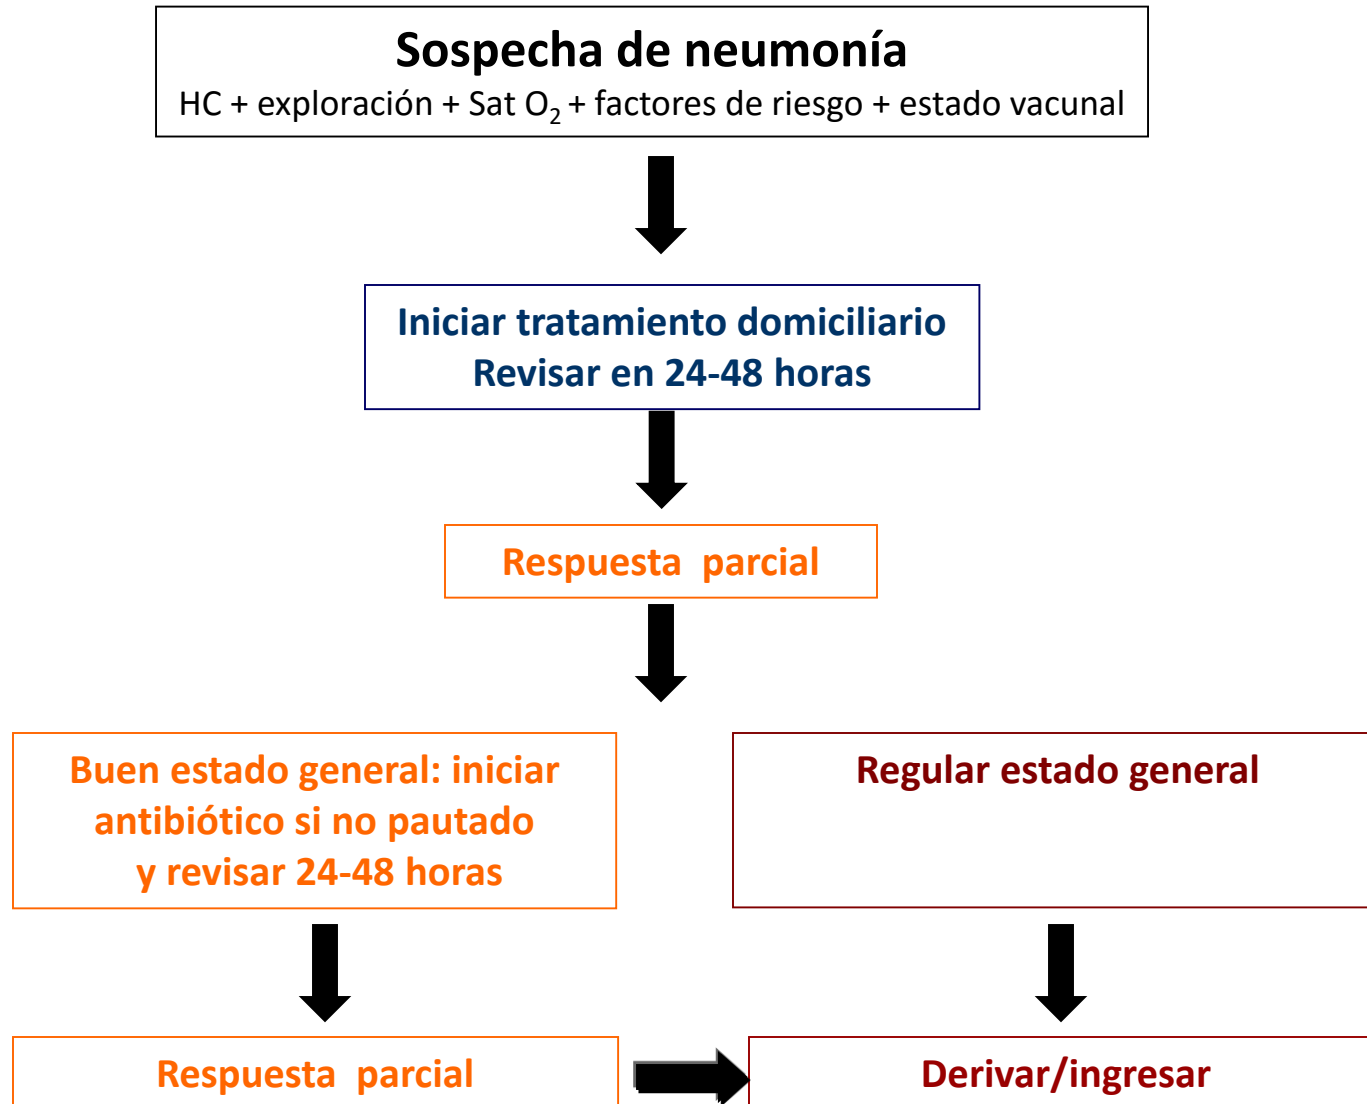 Sospecha de neumonía
HC + exploración + Sat O₂ + factores de riesgo + estado vacunal
Iniciar tratamiento domiciliario
Revisar en 24-48 horas
Respuesta parcial
Buen estado general: iniciar
antibiótico si no pautado
y revisar 24-48 horas
Regular estado general
Respuesta parcial
Derivar/ingresar